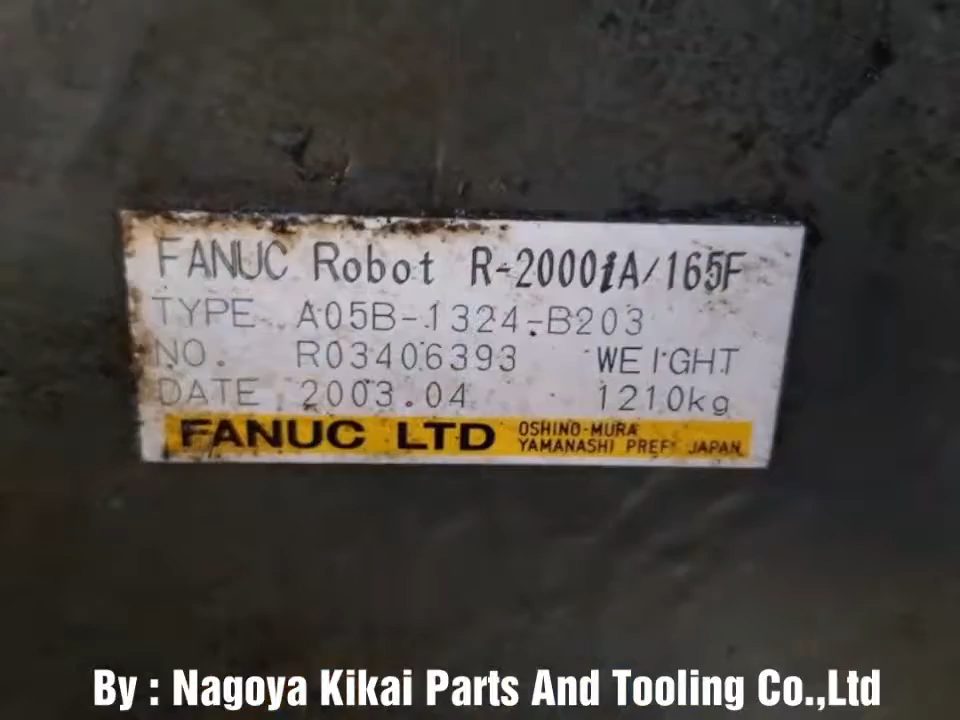 FANUC Robot R-2000iA/165F
TYPE A05B-1324-B203
NO. R03406393 WEIGHT
DATE 2003.04 1210kg
FANUC LTD OSHINO-MURA
YAMANASHI PREF. JAPAN
By : Nagoya Kikai Parts And Tooling Co.,Ltd